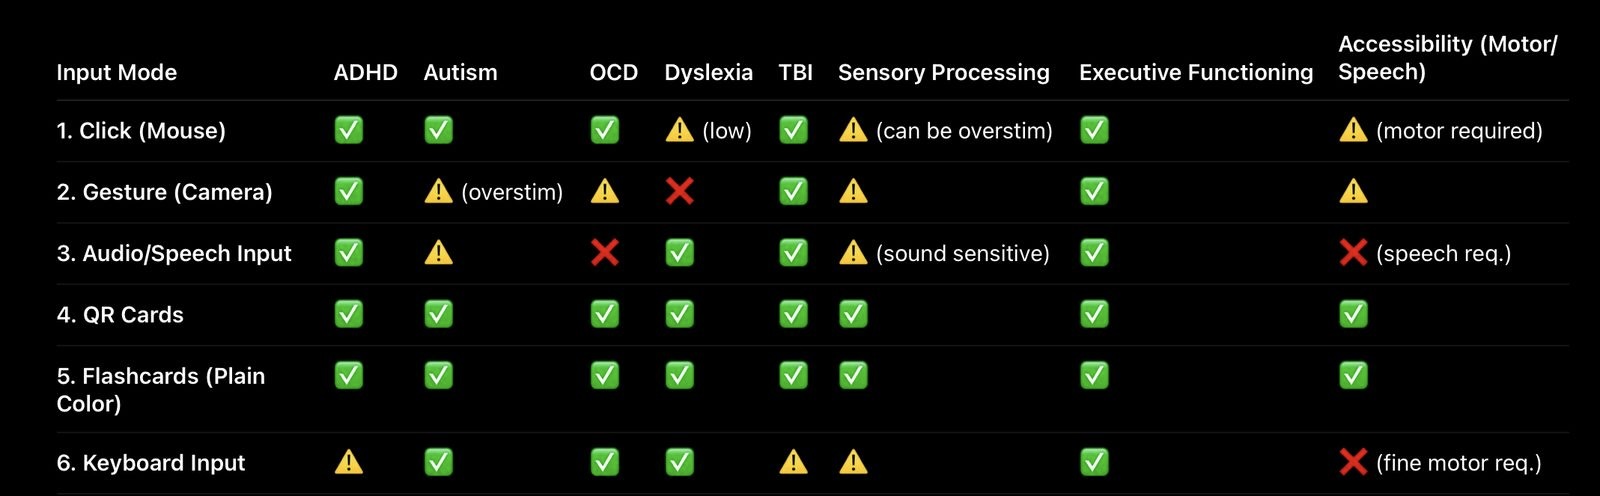 Input Mode ADHD Autism OCD Dyslexia TBI Sensory Processing Executive Functioning Accessibility (Motor/
Speech)
1. Click (Mouse) ✅ ✅ ✅ ⚠️ (low) ✅ ⚠️ (can be overstim) ✅ ⚠️ (motor required)
2. Gesture (Camera) ✅ ⚠️ (overstim) ⚠️ ❌ ✅ ⚠️ ✅ ⚠️
3. Audio/Speech Input ✅ ⚠️ ❌ ✅ ✅ ⚠️ (sound sensitive) ✅ ❌ (speech req.)
4. QR Cards ✅ ✅ ✅ ✅ ✅ ✅ ✅ ✅
5. Flashcards (Plain ✅ ✅ ✅ ✅ ✅ ✅ ✅ ✅
Color)
6. Keyboard Input ⚠️ ✅ ✅ ✅ ⚠️ ⚠️ ✅ ❌ (fine motor req.)